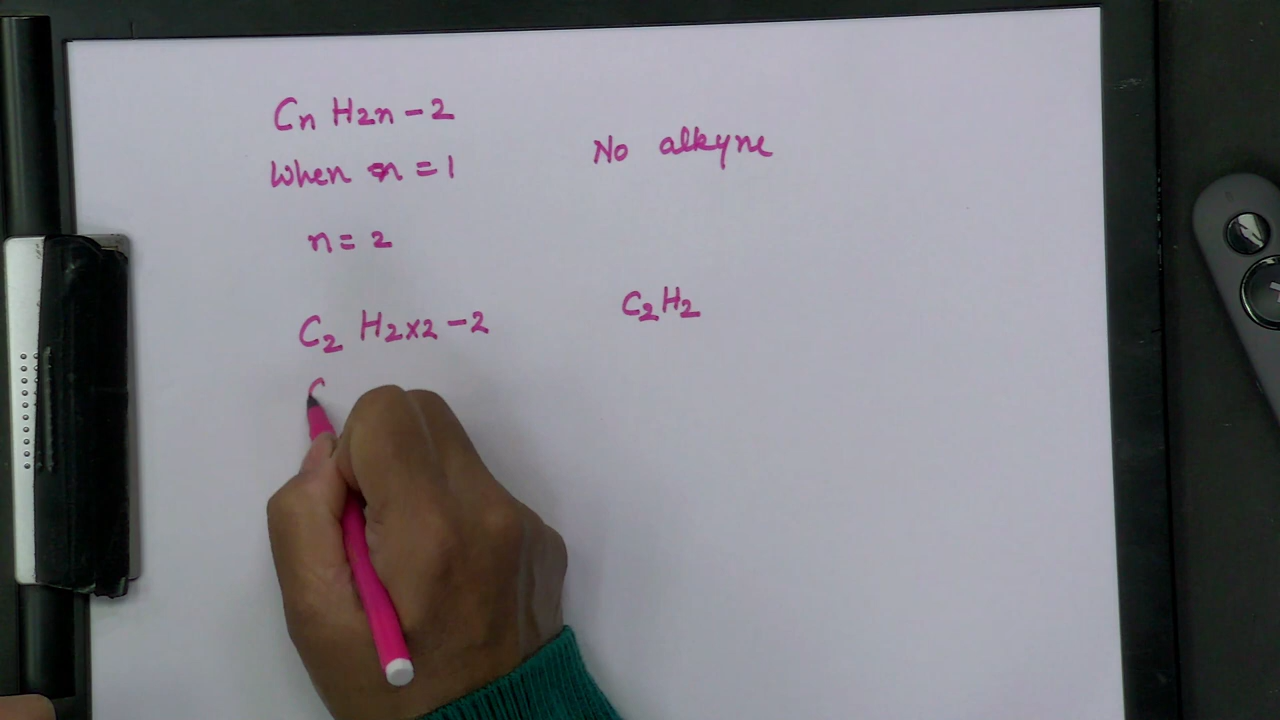 Cn H2n - 2
When n = 1
No alkyne
n = 2
C2 H2x2 - 2
C2H2
C